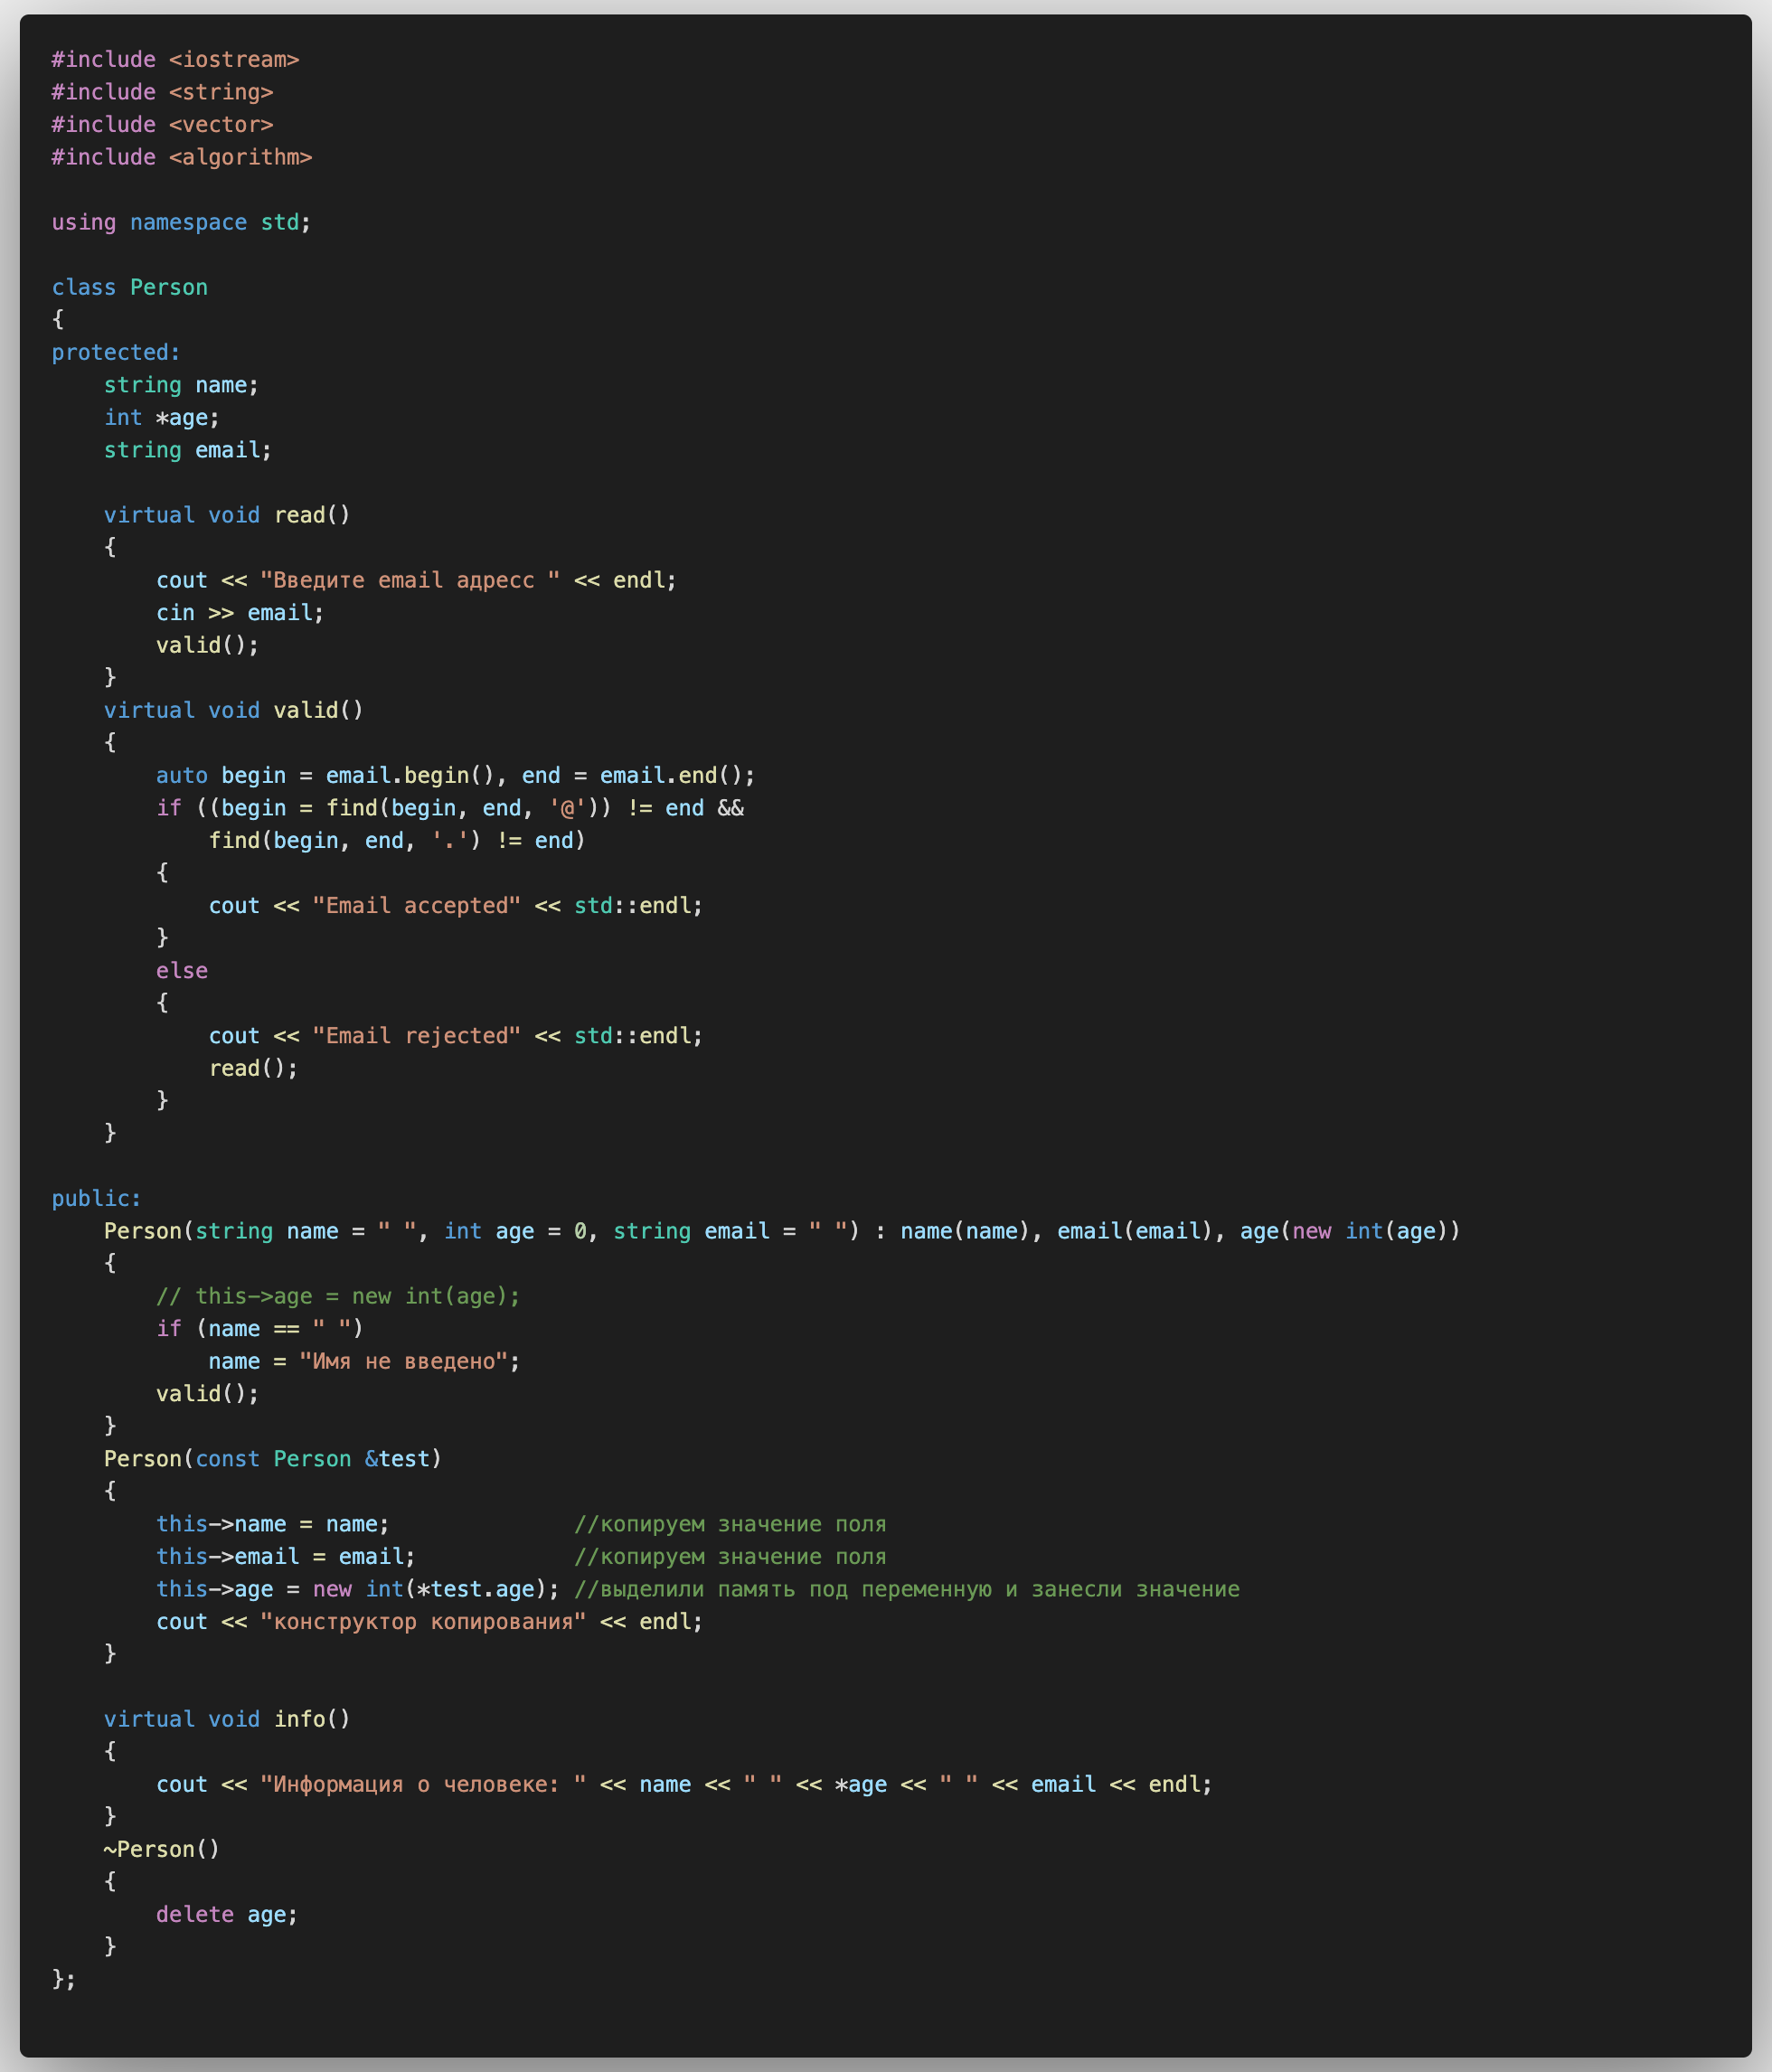 #include <iostream>
#include <string>
#include <vector>
#include <algorithm>

using namespace std;

class Person
{
protected:
    string name;
    int *age;
    string email;

    virtual void read()
    {
        cout << "Введите email адресс " << endl;
        cin >> email;
        valid();
    }
    virtual void valid()
    {
        auto begin = email.begin(), end = email.end();
        if ((begin = find(begin, end, '@')) != end &&
            find(begin, end, '.') != end)
        {
            cout << "Email accepted" << std::endl;
        }
        else
        {
            cout << "Email rejected" << std::endl;
            read();
        }
    }

public:
    Person(string name = " ", int age = 0, string email = " ") : name(name), email(email), age(new int(age))
    {
        // this->age = new int(age);
        if (name == " ")
            name = "Имя не введено";
        valid();
    }
    Person(const Person &test)
    {
        this->name = name;              //копируем значение поля
        this->email = email;            //копируем значение поля
        this->age = new int(*test.age); //выделили память под переменную и занесли значение
        cout << "конструктор копирования" << endl;
    }

    virtual void info()
    {
        cout << "Информация о человеке: " << name << " " << *age << " " << email << endl;
    }
    ~Person()
    {
        delete age;
    }
};